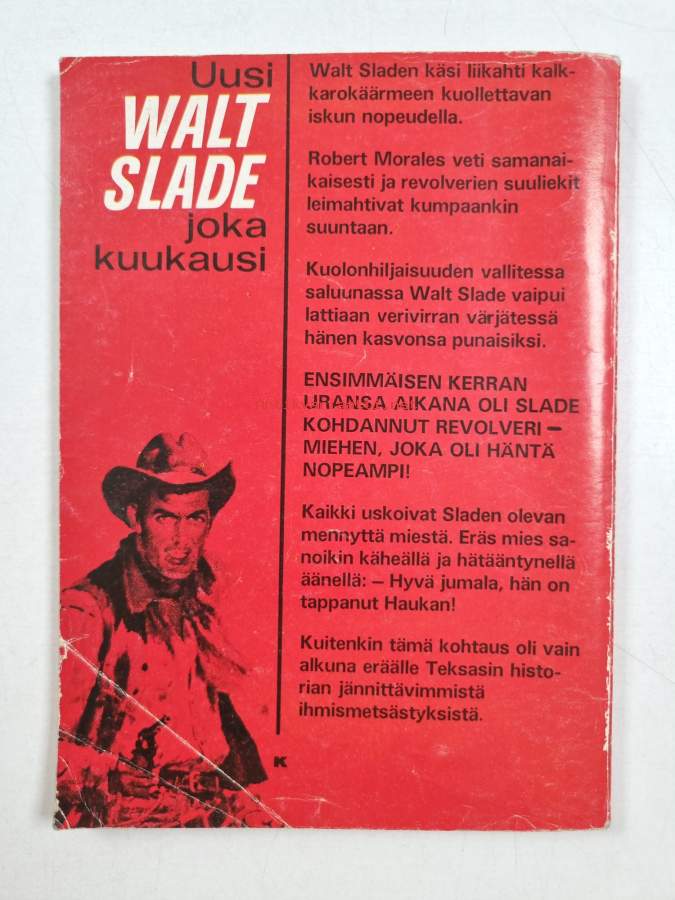 Uusi
WALT
SLADE
joka
kuukausi
Walt Sladen käsi liikahti kalk-
karokäärmeen kuollettavan
iskun nopeudella.
Robert Morales veti samanai-
kaisesti ja revolverien suuliekit
leimahtivat kumpaankin
suuntaan.
Kuolonhiljaisuuden vallitessa
saluunassa Walt Slade vaipui
lattiaan verivirran värjätessä
hänen kasvonsa punaisiksi.
ENSIMMÄISEN KERRAN
URANSA AIKANA OLI SLADE
KOHDANNUT REVOLVERI –
MIEHEN, JOKA OLI HÄNTÄ
NOPEAMPI!
Kaikki uskoivat Sladen olevan
mennyttä miestä. Eräs mies sa-
noikin käheällä ja hätääntynellä
äänellä: – Hyvä jumala, hän on
tappanut Haukan!
Kuitenkin tämä kohtaus oli vain
alkuna eräälle Teksasin histo-
rian jännittävimmistä
ihmismetsästyksistä.
K